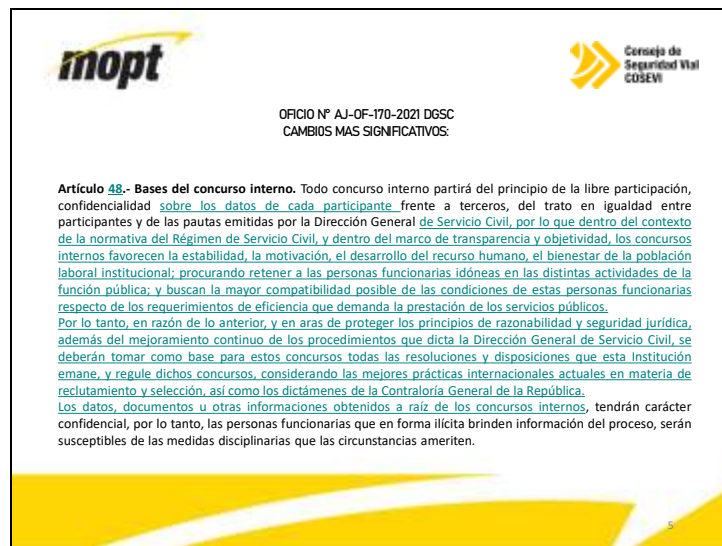 mopt
Consejo de
Seguridad Vial
COSEVI
OFICIO N° AJ-OF-170-2021 DGSC
CAMBIOS MAS SIGNIFICATIVOS:
Artículo 48.- Bases del concurso interno. Todo concurso interno partirá del principio de la libre participación,
confidencialidad sobre los datos de cada participante frente a terceros, del trato en igualdad entre
participantes y de las pautas emitidas por la Dirección General de Servicio Civil, por lo que dentro del contexto
de la normativa del Régimen de Servicio Civil, y dentro del marco de transparencia y objetividad, los concursos
internos favorecen la estabilidad, la motivación, el desarrollo del recurso humano, el bienestar de la población
laboral institucional; procurando retener a las personas funcionarias idóneas en las distintas actividades de la
función pública; y buscan la mayor compatibilidad posible de las condiciones de estas personas funcionarias
respecto de los requerimientos de eficiencia que demanda la prestación de los servicios públicos.
Por lo tanto, en razón de lo anterior, y en aras de proteger los principios de razonabilidad y seguridad jurídica,
además del mejoramiento continuo de los procedimientos que dicta la Dirección General de Servicio Civil, se
deberán tomar como base para estos concursos todas las resoluciones y disposiciones que esta Institución
emane, y regule dichos concursos, considerando las mejores prácticas internacionales actuales en materia de
reclutamiento y selección, así como los dictámenes de la Contraloría General de la República.
Los datos, documentos u otras informaciones obtenidos a raíz de los concursos internos, tendrán carácter
confidencial, por lo tanto, las personas funcionarias que en forma ilícita brinden información del proceso, serán
susceptibles de las medidas disciplinarias que las circunstancias ameriten.
5